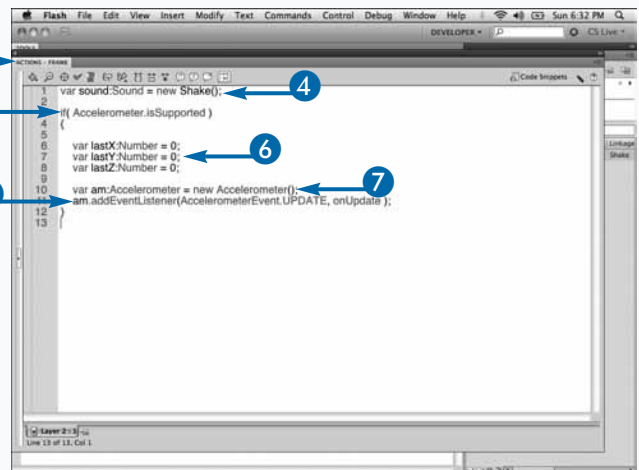 Flash File Edit View Insert Modify Text Commands Control Debug Window Help Sun 6:32 PM
DEVELOPER CS Live
TOOLS
ACTIONS - FRAME
Code Snippets
1 var sound:Sound = new Shake(); 4
2
3 if( Accelerometer.isSupported )
4 {
5
6 var lastX:Number = 0;
7 var lastY:Number = 0; 6
8 var lastZ:Number = 0;
9
10 var am:Accelerometer = new Accelerometer(); 7
11 am.addEventListener(AccelerometerEvent.UPDATE, onUpdate );
12 }
13
Linkage
Shake
Layer 2 : 1
Line 13 of 13, Col 1